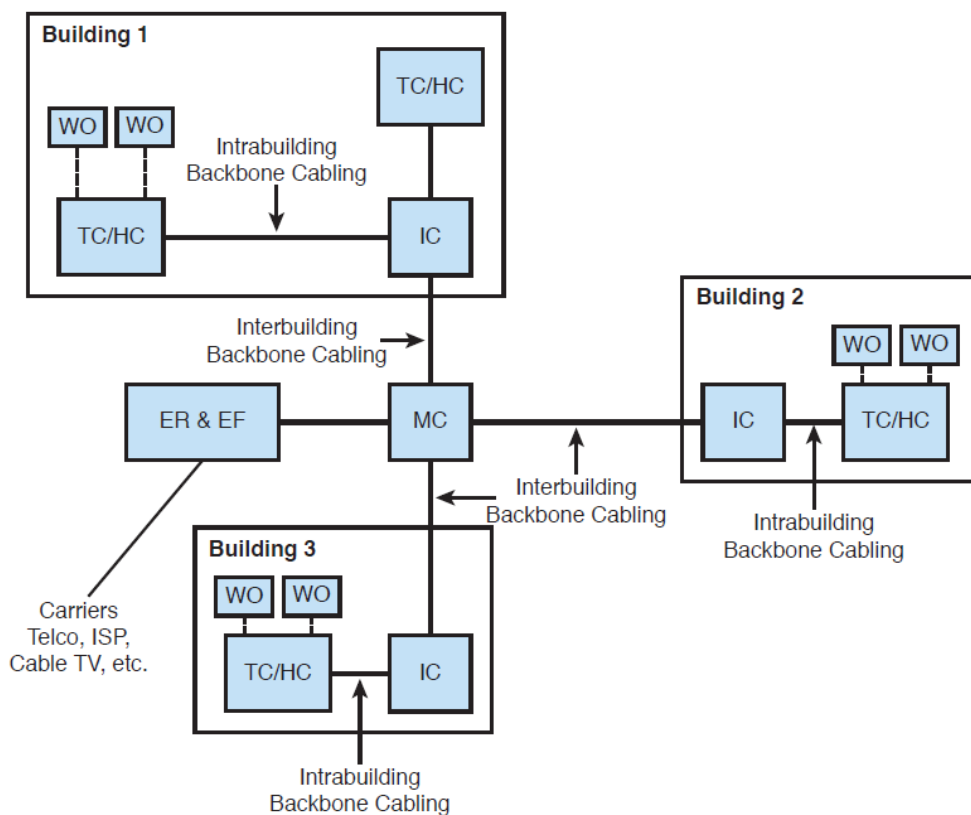 Building 1
TC/HC
WO
WO
Intrabuilding
Backbone Cabling
TC/HC
IC
Interbuilding
Backbone Cabling
Building 2
WO
WO
ER & EF
MC
IC
TC/HC
Interbuilding
Backbone Cabling
Intrabuilding
Backbone Cabling
Building 3
WO
WO
Carriers
Telco, ISP,
Cable TV, etc.
TC/HC
IC
Intrabuilding
Backbone Cabling